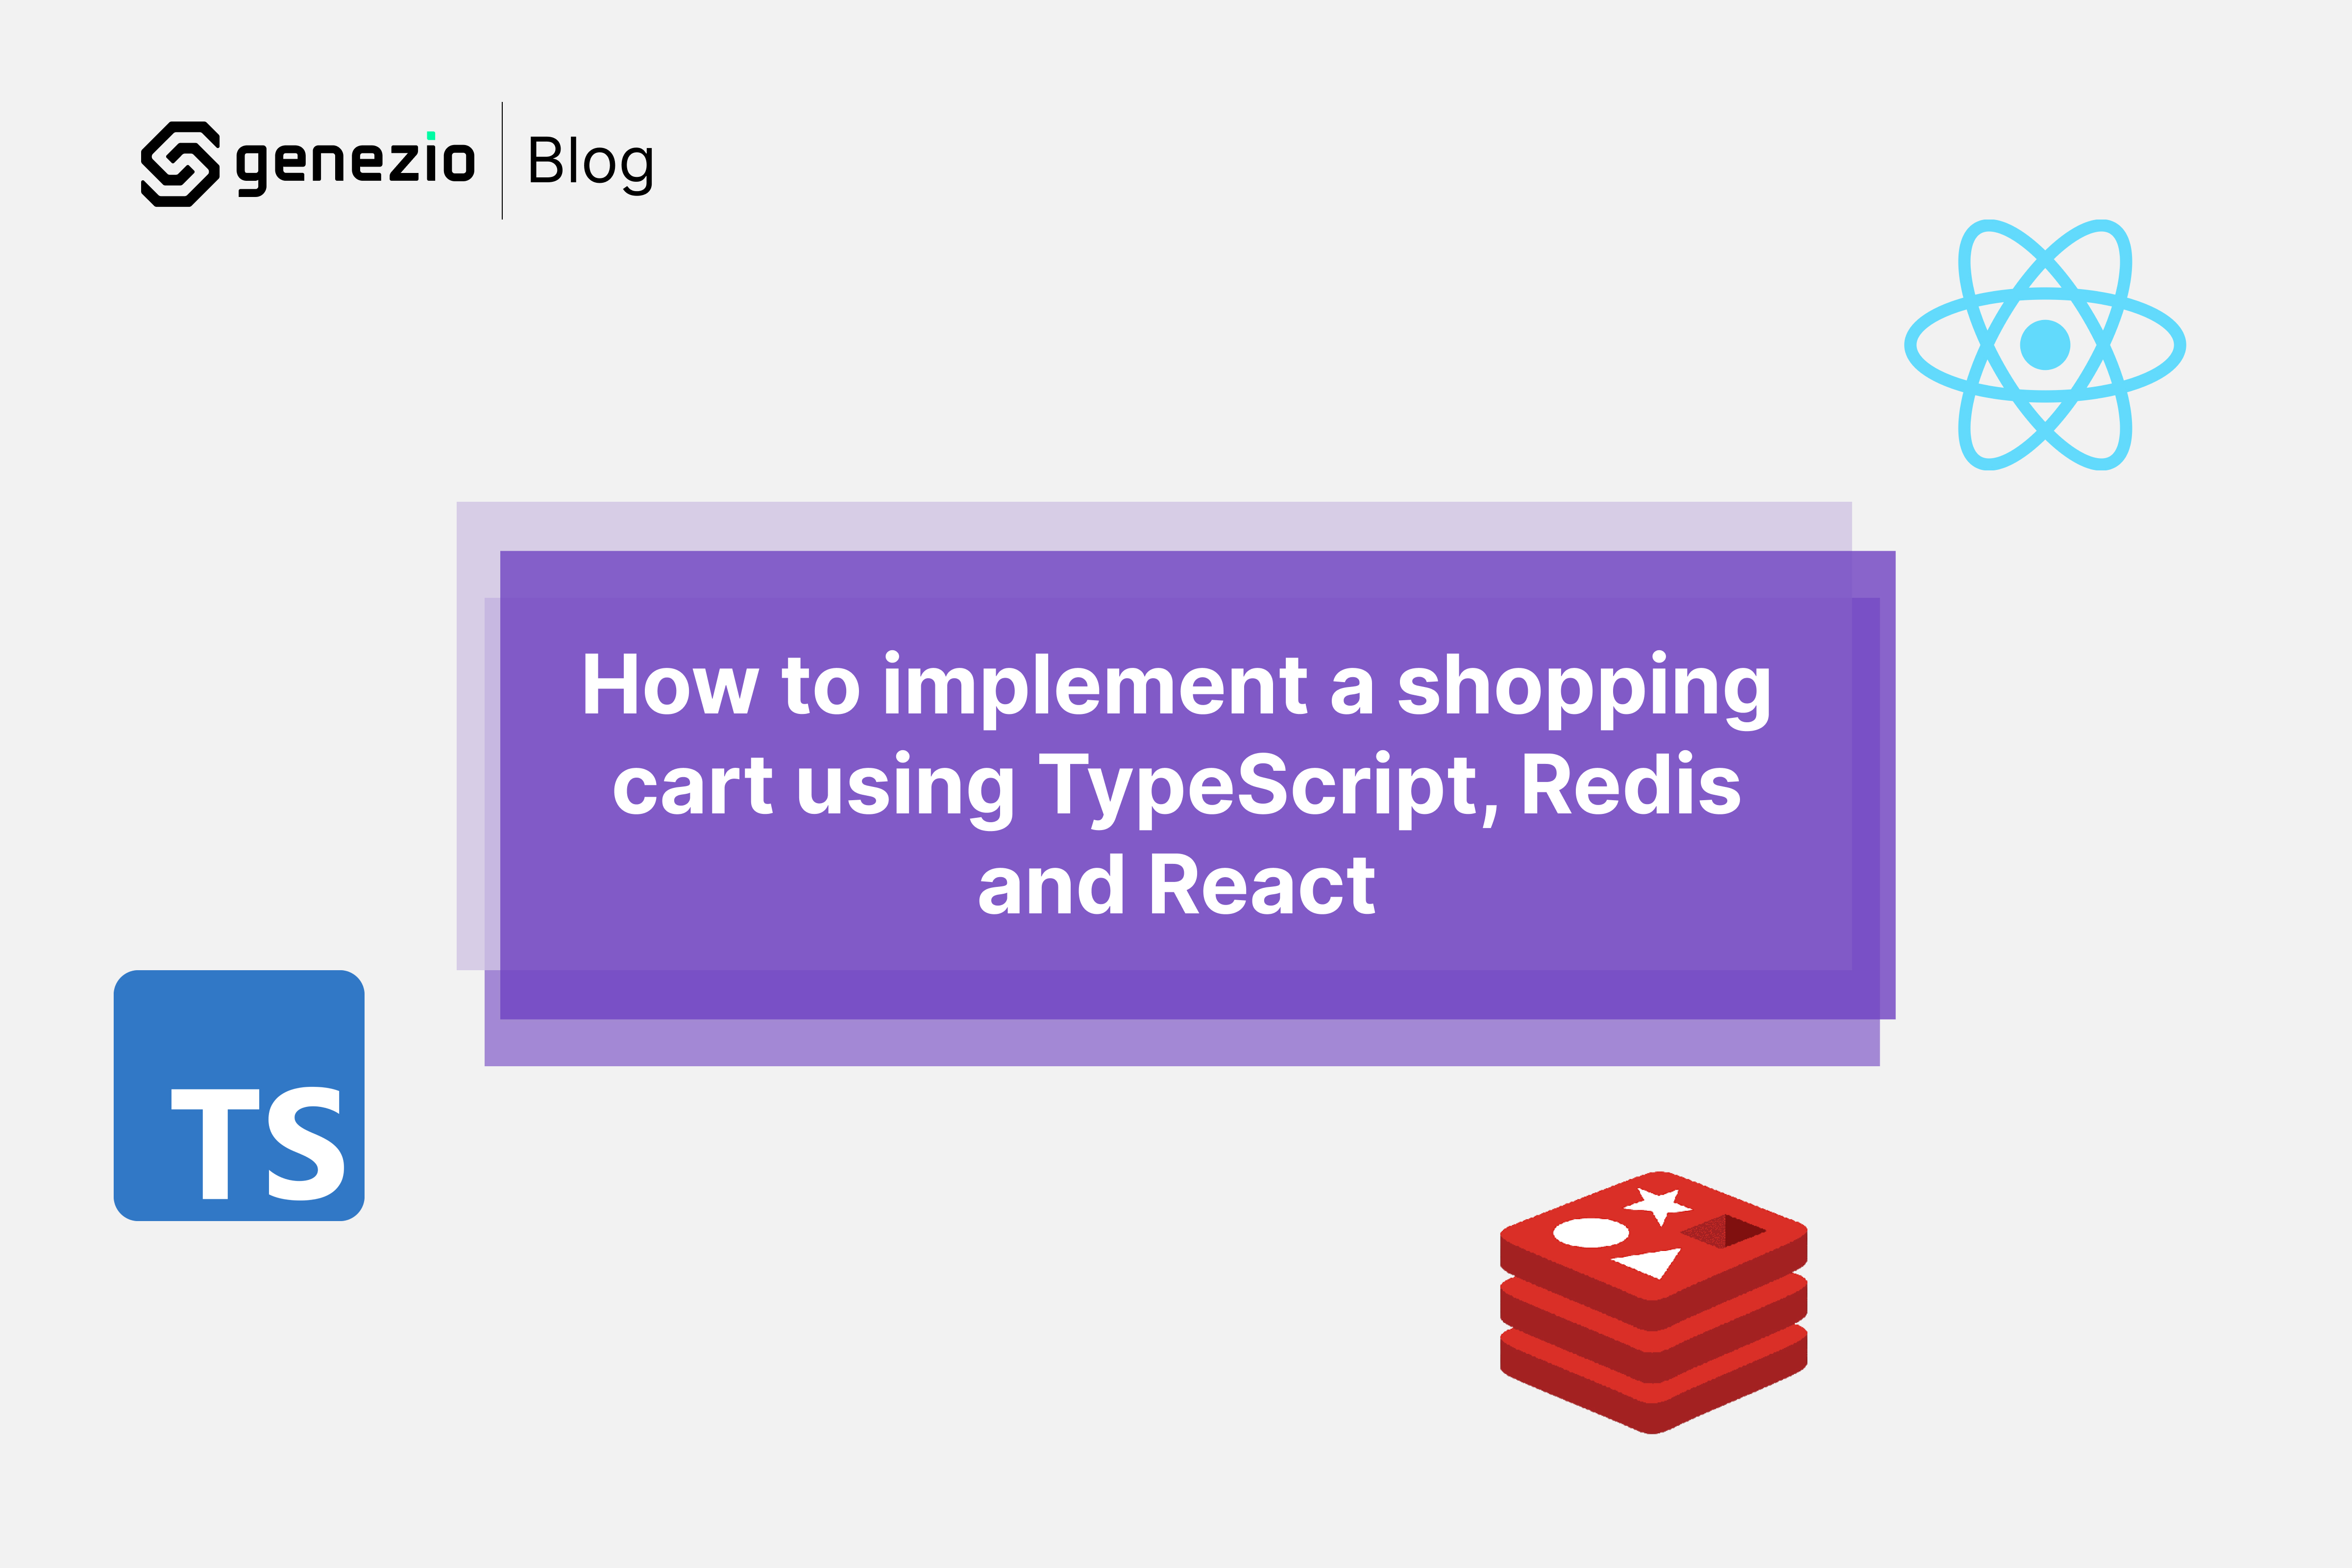 genezio
Blog
How to implement a shopping
cart using TypeScript, Redis
and React
TS